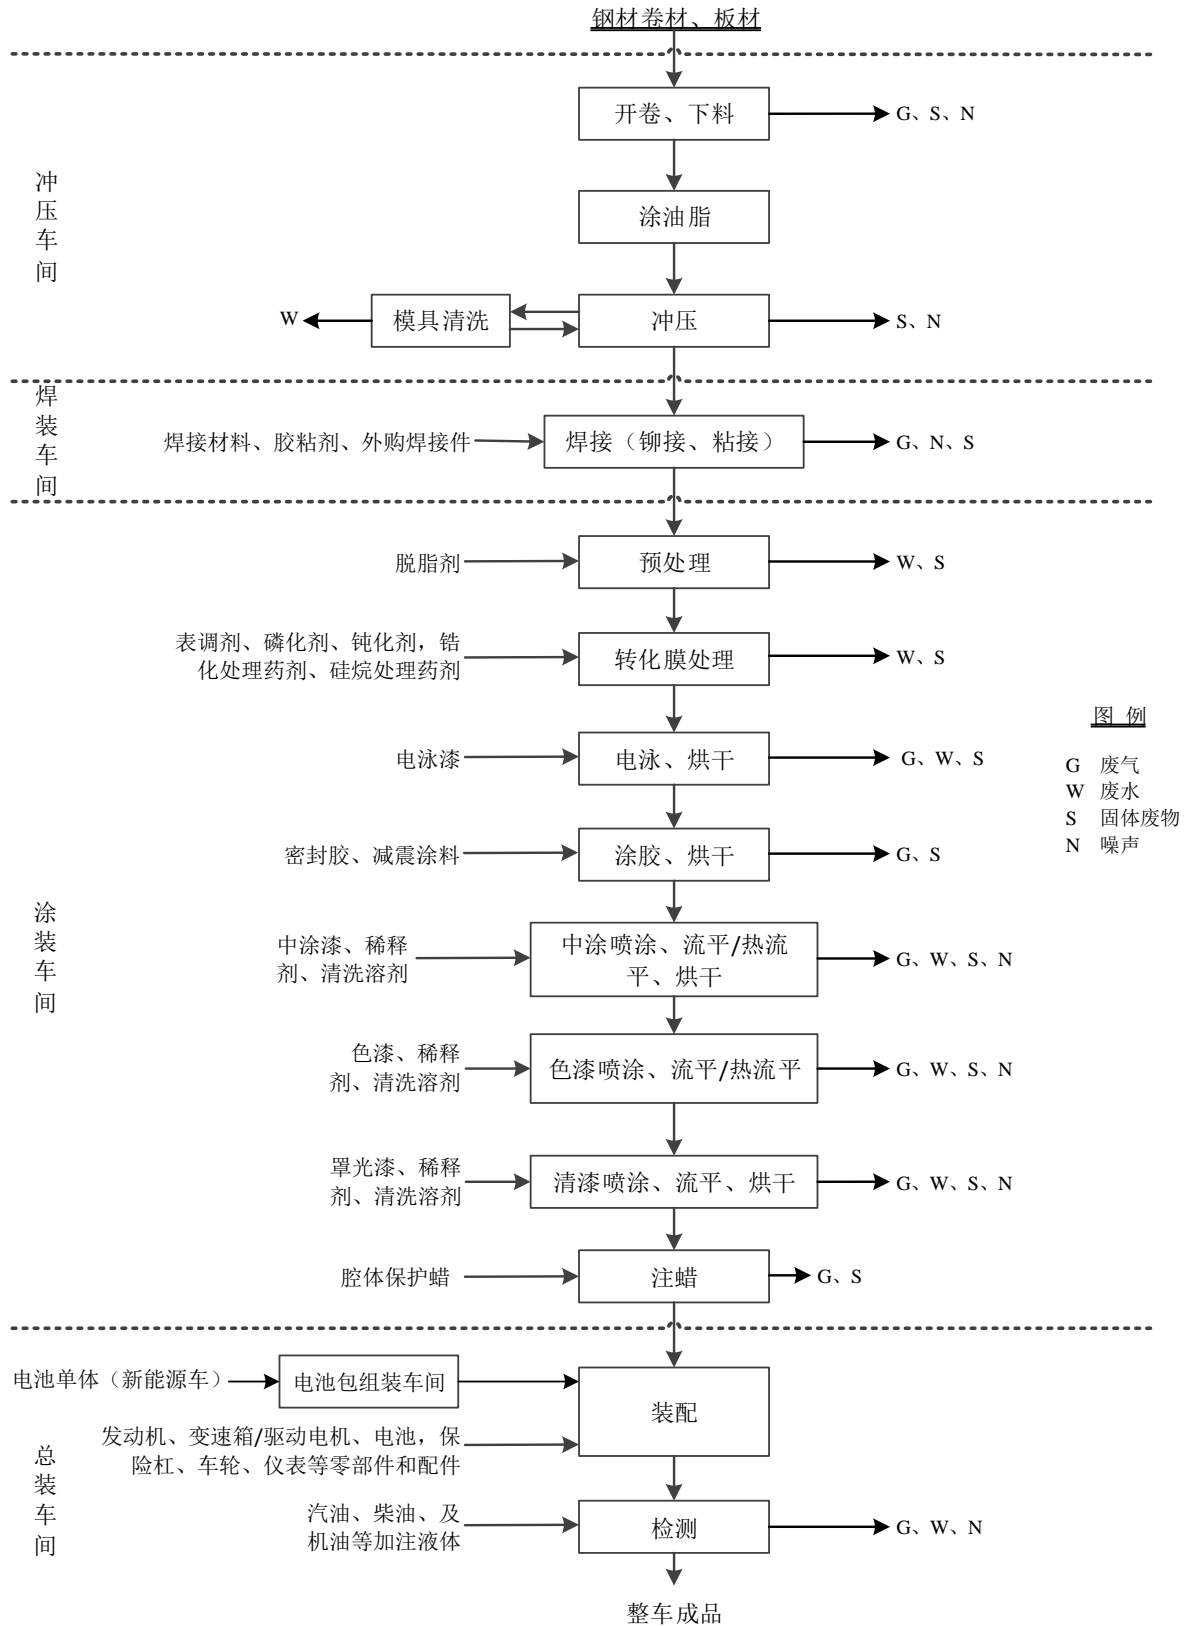 钢材卷材、板材
冲压车间
开卷、下料
G、S、N
涂油脂
W
模具清洗
冲压
S、N
焊装车间
焊接材料、胶粘剂、外购焊接件
焊接（铆接、粘接）
G、N、S
涂装车间
脱脂剂
预处理
W、S
表调剂、磷化剂、钝化剂，锆
化处理药剂、硅烷处理药剂
转化膜处理
W、S
电泳漆
电泳、烘干
G、W、S
密封胶、减震涂料
涂胶、烘干
G、S
中涂漆、稀释
剂、清洗溶剂
中涂喷涂、流平/热流
平、烘干
G、W、S、N
色漆、稀释
剂、清洗溶剂
色漆喷涂、流平/热流平
G、W、S、N
罩光漆、稀释
剂、清洗溶剂
清漆喷涂、流平、烘干
G、W、S、N
腔体保护蜡
注蜡
G、S
总装车间
电池单体（新能源车）
电池包组装车间
装配
发动机、变速箱/驱动电机、电池，保
险杠、车轮、仪表等零部件和配件
汽油、柴油、及
机油等加注液体
检测
G、W、N
整车成品
图 例
G 废气
W 废水
S 固体废物
N 噪声